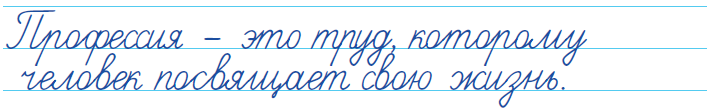 Профессия – это труд, которому
человек посвящает свою жизнь.